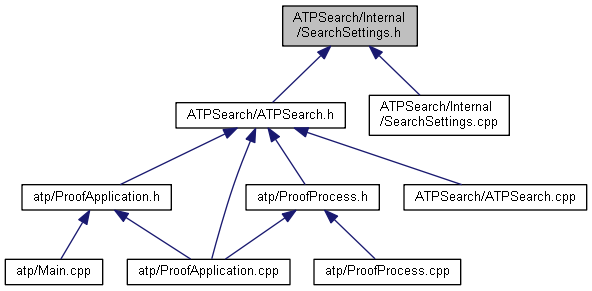 ATPSearch/Internal
/SearchSettings.h
ATPSearch/ATPSearch.h
ATPSearch/Internal
/SearchSettings.cpp
atp/ProofApplication.h
atp/ProofProcess.h
ATPSearch/ATPSearch.cpp
atp/Main.cpp
atp/ProofApplication.cpp
atp/ProofProcess.cpp